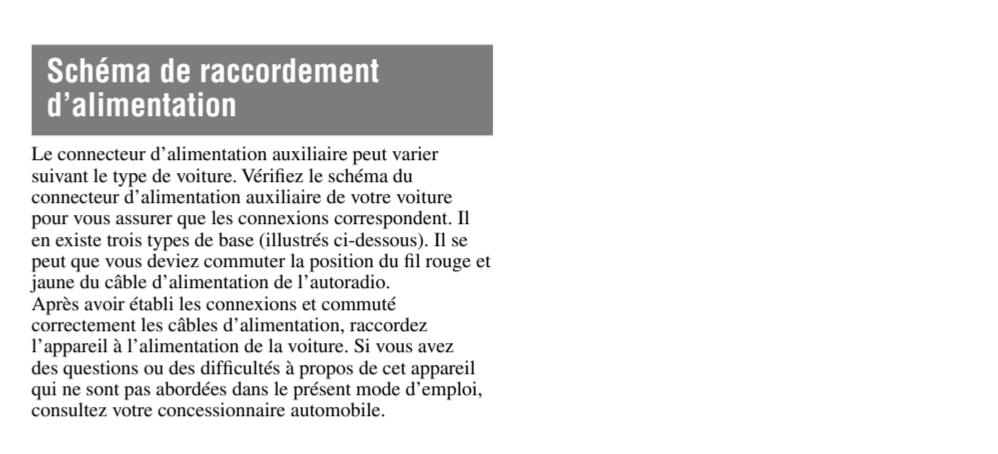 Schéma de raccordement
d’alimentation
Le connecteur d’alimentation auxiliaire peut varier
suivant le type de voiture. Vérifiez le schéma du
connecteur d’alimentation auxiliaire de votre voiture
pour vous assurer que les connexions correspondent. Il
en existe trois types de base (illustrés ci-dessous). Il se
peut que vous deviez commuter la position du fil rouge et
jaune du câble d’alimentation de l’autoradio.
Après avoir établi les connexions et commuté
correctement les câbles d’alimentation, raccordez
l’appareil à l’alimentation de la voiture. Si vous avez
des questions ou des difficultés à propos de cet appareil
qui ne sont pas abordées dans le présent mode d’emploi,
consultez votre concessionnaire automobile.